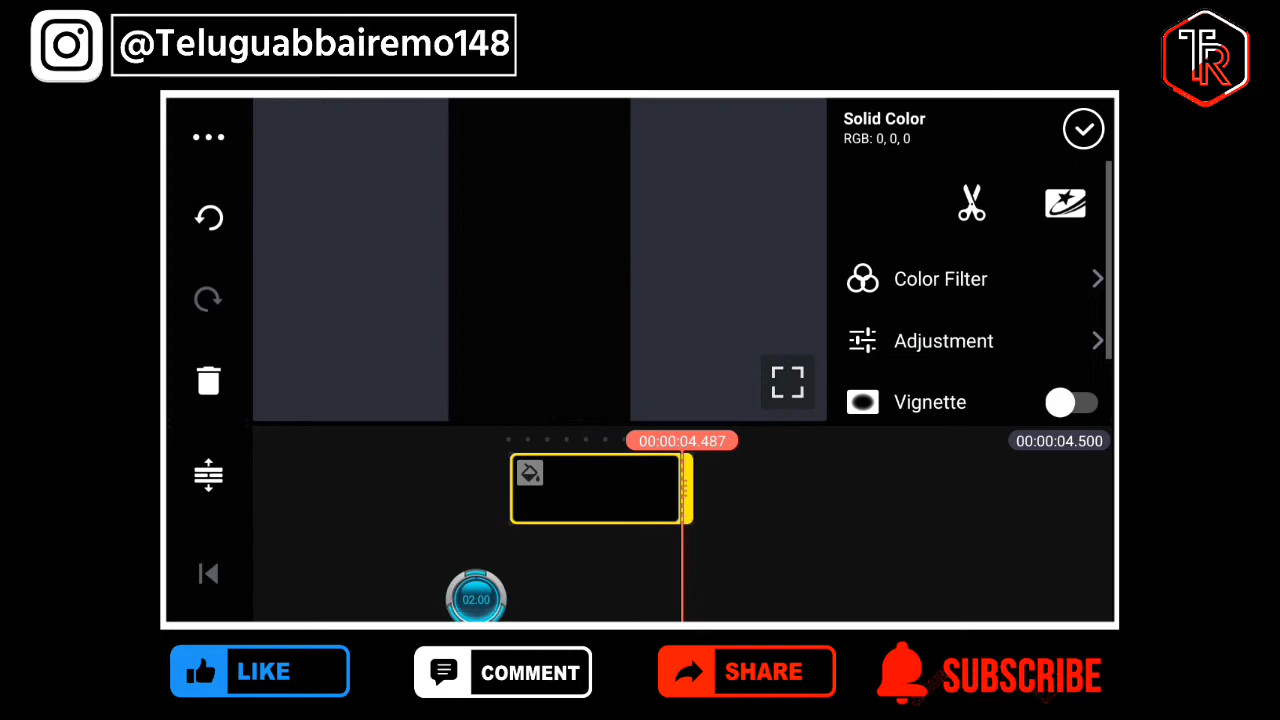 @Teluguabbairemo148
TR
Solid Color
RGB: 0, 0, 0
Color Filter
Adjustment
Vignette
00:00:04.487
00:00:04.500
02:00
LIKE
COMMENT
SHARE
SUBSCRIBE